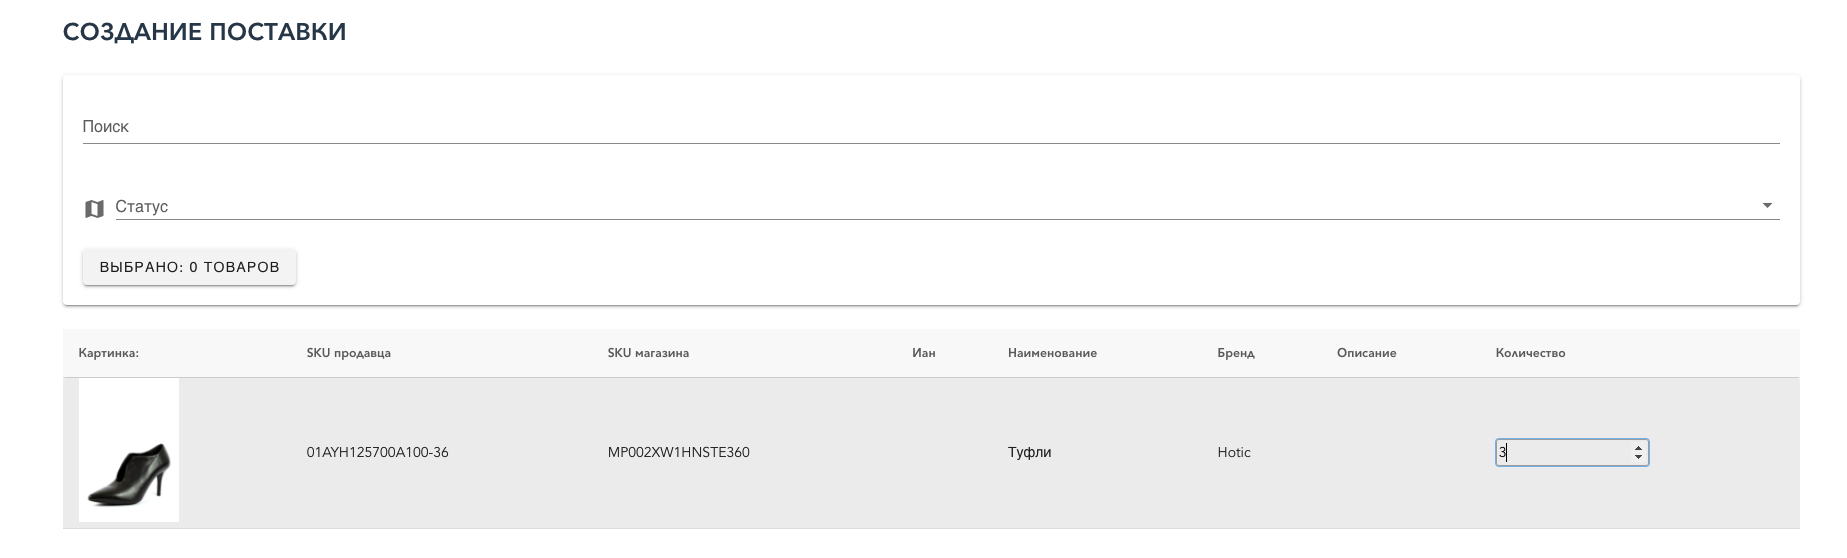 СОЗДАНИЕ ПОСТАВКИ
Поиск
Статус
ВЫБРАНО: 0 ТОВАРОВ
Картинка: SKU продавца SKU магазина Иан Наименование Бренд Описание Количество
01AYH125700A100-36 MP002XW1HNSTE360 Туфли Hotic 3